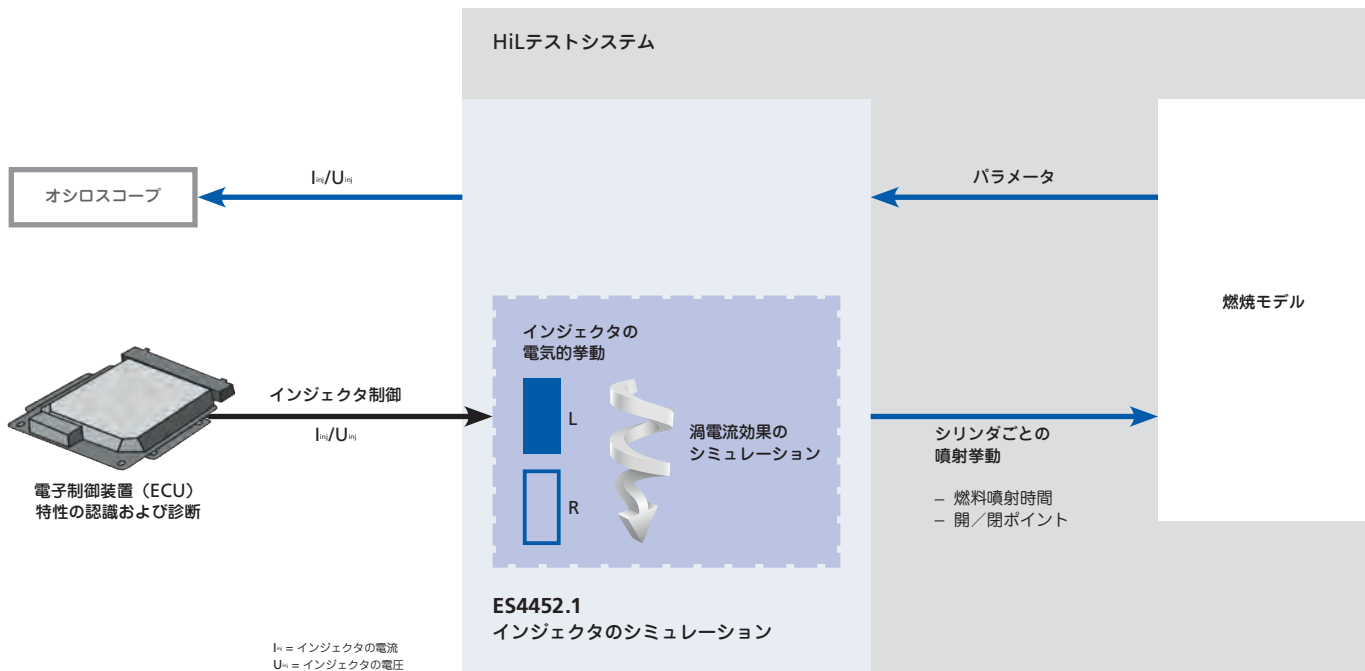 HiLテストシステム
オシロスコープ
Iinj/Uinj
パラメータ
燃焼モデル
インジェクタの
電気的挙動
L
R
渦電流効果の
シミュレーション
インジェクタ制御
Iinj/Uinj
電子制御装置（ECU）
特性の認識および診断
シリンダごとの
噴射挙動
– 燃料噴射時間
– 開／閉ポイント
ES4452.1
インジェクタのシミュレーション
Iinj = インジェクタの電流
Uinj = インジェクタの電圧